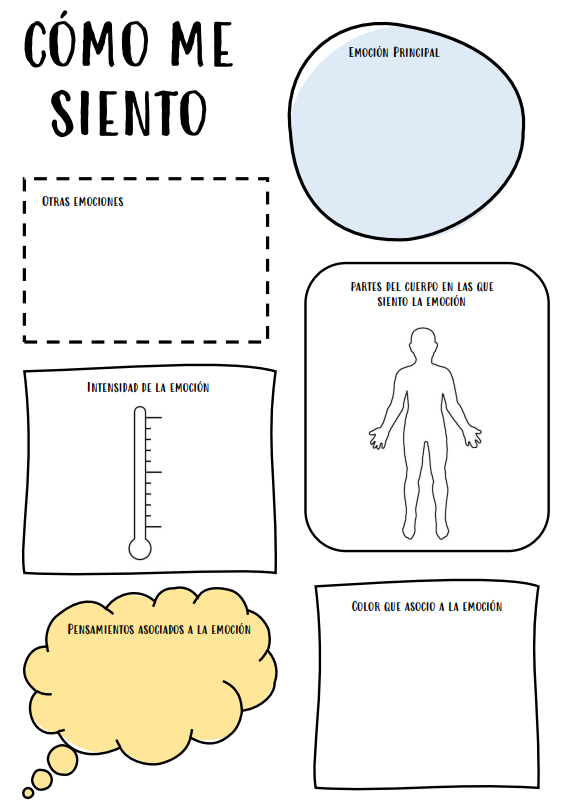 CÓMO ME
SIENTO
EMOCIÓN PRINCIPAL
OTRAS EMOCIONES
PARTES DEL CUERPO EN LAS QUE
SIENTO LA EMOCIÓN
INTENSIDAD DE LA EMOCIÓN
PENSAMIENTOS ASOCIADOS A LA EMOCIÓN
COLOR QUE ASOCIO A LA EMOCIÓN